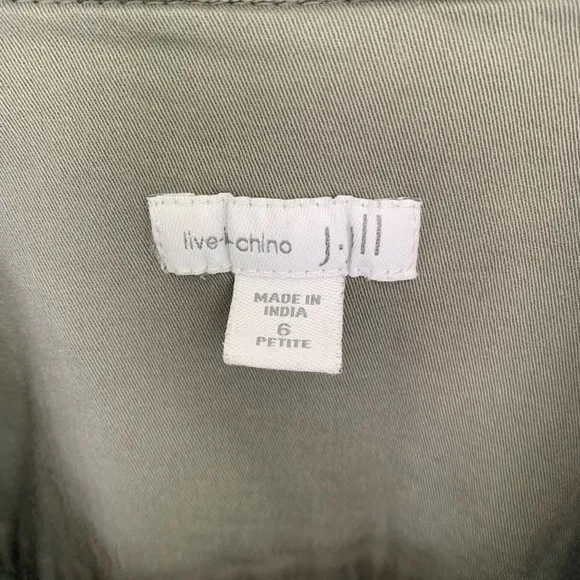 live-chino j.jill
MADE IN
INDIA
6
PETITE